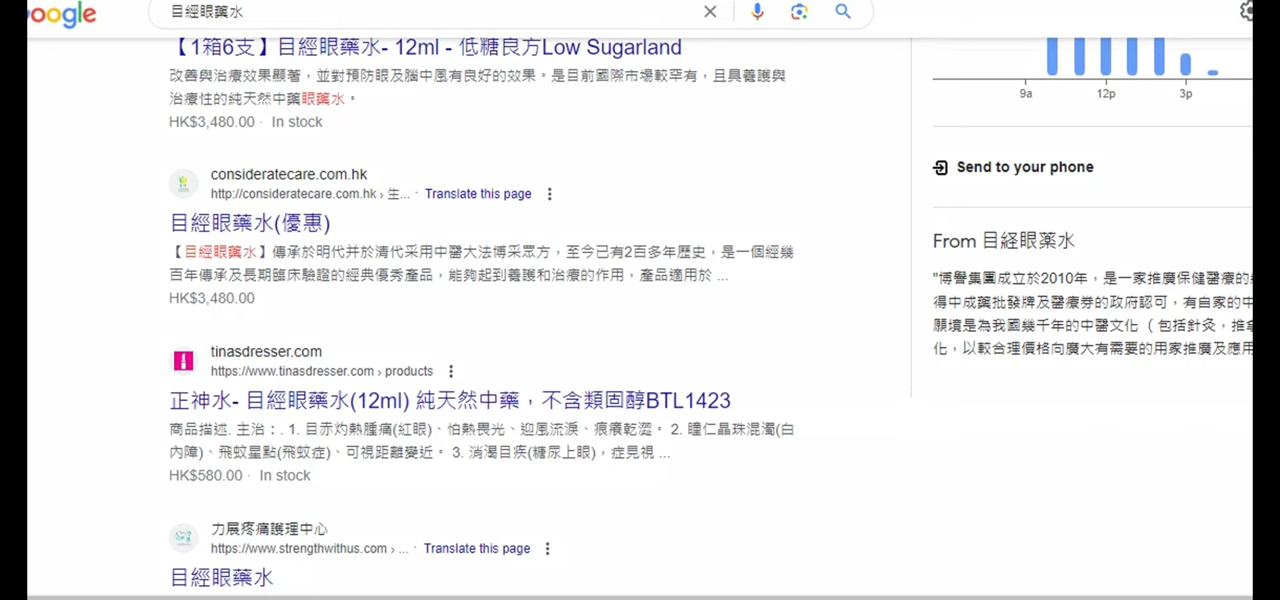 oogle
目經眼藥水
【1箱6支】目經眼藥水- 12ml - 低糖良方Low Sugarland
改善與治療效果顯著，並對預防眼及腦中風有良好的效果。是目前國際市場較罕有，且具養護與
治療性的純天然中藥眼藥水。
HK$3,480.00 · In stock
consideratecare.com.hk
http://consideratecare.com.hk › 生... · Translate this page
目經眼藥水(優惠)
【目經眼藥水】傳承於明代并於清代采用中醫大法博采眾方，至今已有2百多年歷史，是一個經幾
百年傳承及長期臨床驗證的經典優秀產品，能夠起到養護和治療的作用，產品適用於 ...
HK$3,480.00
tinasdresser.com
https://www.tinasdresser.com › products
正神水- 目經眼藥水(12ml) 純天然中藥，不含類固醇BTL1423
商品描述. 主治：. 1. 目赤灼熱腫痛(紅眼)、怕熱畏光、迎風流淚、痕癢乾澀。 2. 瞳仁晶珠混濁(白
內障)、飛蚊星點(飛蚊症)、可視距離變近。 3. 消渴目疾(糖尿上眼)，症見視 ...
HK$580.00 · In stock
力展疼痛護理中心
https://www.strengthwithus.com › ... · Translate this page
目經眼藥水
9a 12p 3p
Send to your phone
From 目経眼藥水
"博譽集團成立於2010年，是一家推廣保健醫療的
得中成藥批發牌及醫療券的政府認可，有自家的中
願境是為我國幾千年的中醫文化（包括針灸，推拿
化，以較合理價格向廣大有需要的用家推廣及應用